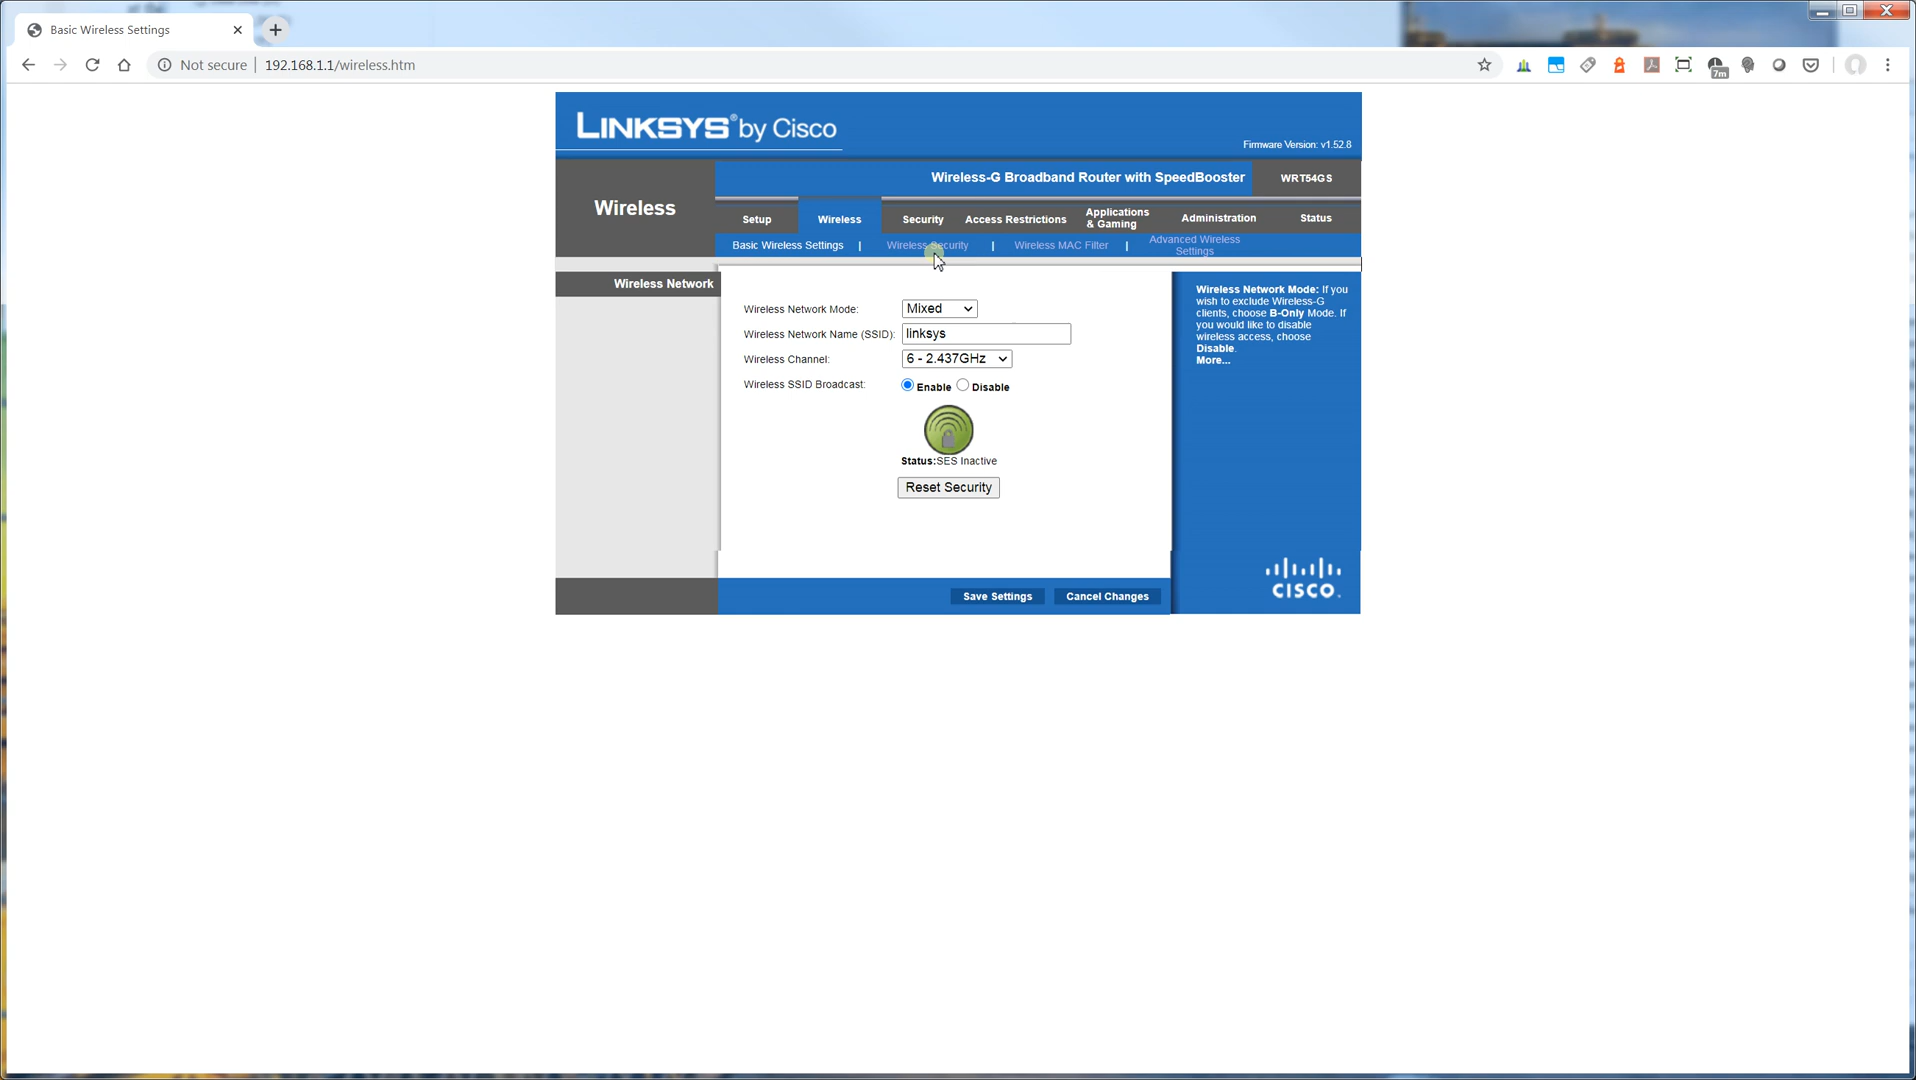 Basic Wireless Settings
Not secure
192.168.1.1/wireless.htm
7m
LINKSYS® by Cisco
Firmware Version: v1.52.8
Wireless-G Broadband Router with SpeedBooster
WRT54GS
Wireless
Setup
Wireless
Security
Access Restrictions
Applications
& Gaming
Administration
Status
Basic Wireless Settings | Wireless Security | Wireless MAC Filter | Advanced Wireless
Settings
Wireless Network
Wireless Network Mode: Mixed
Wireless Network Name (SSID): linksys
Wireless Channel: 6 - 2.437GHz
Wireless SSID Broadcast: Enable Disable
Status:SES Inactive
Reset Security
Wireless Network Mode: If you
wish to exclude Wireless-G
clients, choose B-Only Mode. If
you would like to disable
wireless access, choose
Disable.
More...
Save Settings
Cancel Changes
CISCO.